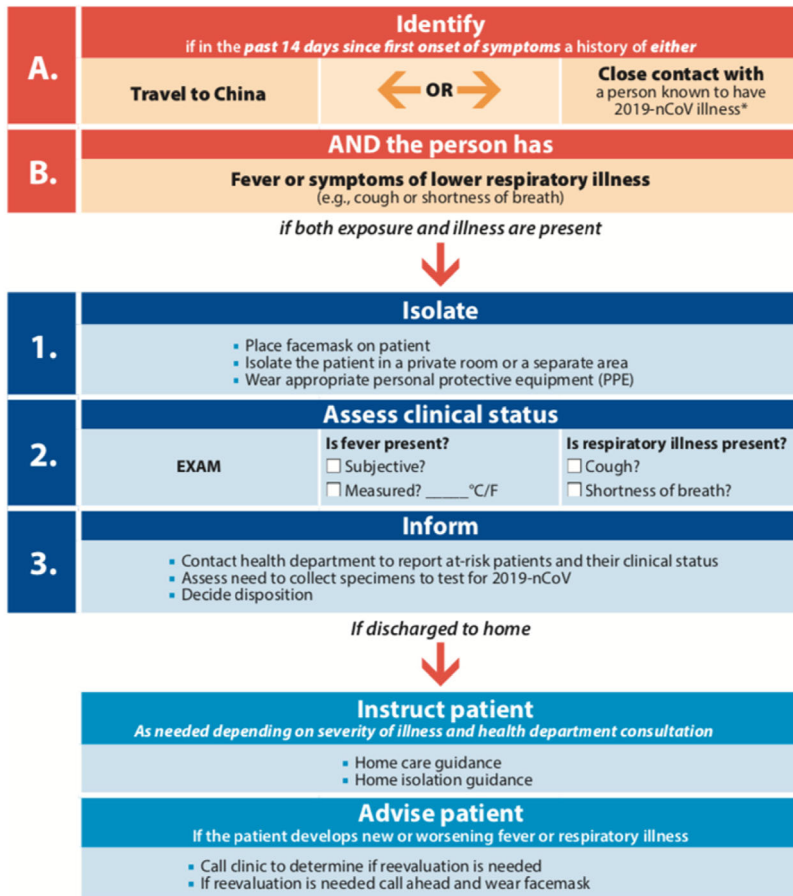 A.
Identify
if in the past 14 days since first onset of symptoms a history of either
Travel to China
OR
Close contact with
a person known to have
2019-nCoV illness*
B.
AND the person has
Fever or symptoms of lower respiratory illness
(e.g., cough or shortness of breath)
if both exposure and illness are present
1.
Isolate
▪ Place facemask on patient
▪ Isolate the patient in a private room or a separate area
▪ Wear appropriate personal protective equipment (PPE)
2.
Assess clinical status
EXAM
Is fever present?
☐ Subjective?
☐ Measured? _____°C/F
Is respiratory illness present?
☐ Cough?
☐ Shortness of breath?
3.
Inform
▪ Contact health department to report at-risk patients and their clinical status
▪ Assess need to collect specimens to test for 2019-nCoV
▪ Decide disposition
If discharged to home
Instruct patient
As needed depending on severity of illness and health department consultation
▪ Home care guidance
▪ Home isolation guidance
Advise patient
If the patient develops new or worsening fever or respiratory illness
▪ Call clinic to determine if reevaluation is needed
▪ If reevaluation is needed call ahead and wear facemask